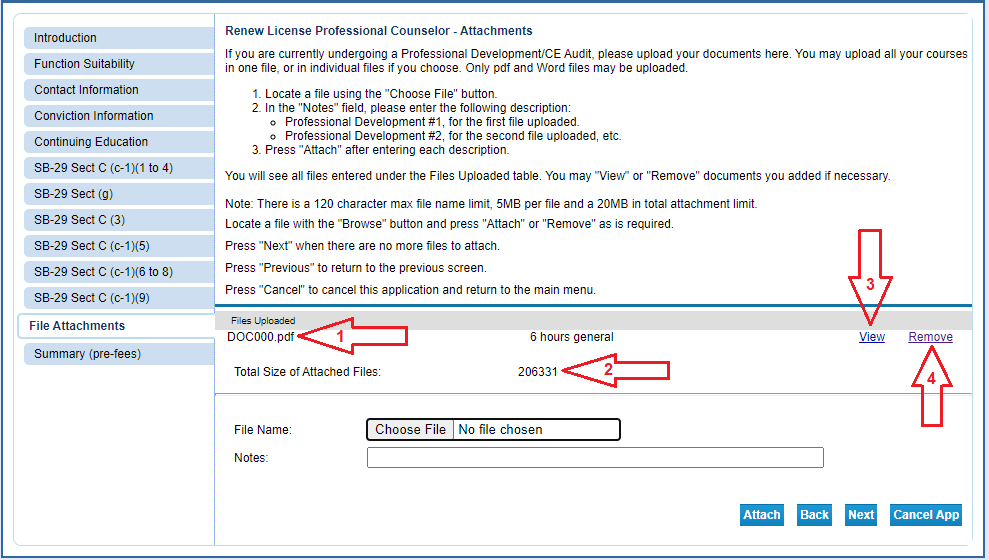 Introduction
Function Suitability
Contact Information
Conviction Information
Continuing Education
SB-29 Sect C (c-1)(1 to 4)
SB-29 Sect (g)
SB-29 Sect C (3)
SB-29 Sect C (c-1)(5)
SB-29 Sect C (c-1)(6 to 8)
SB-29 Sect C (c-1)(9)
File Attachments
Summary (pre-fees)
Renew License Professional Counselor - Attachments
If you are currently undergoing a Professional Development/CE Audit, please upload your documents here. You may upload all your courses
in one file, or in individual files if you choose. Only pdf and Word files may be uploaded.
1. Locate a file using the "Choose File" button.
2. In the "Notes" field, please enter the following description:
Professional Development #1, for the first file uploaded.
Professional Development #2, for the second file uploaded, etc.
3. Press "Attach" after entering each description.
You will see all files entered under the Files Uploaded table. You may "View" or "Remove" documents you added if necessary.
Note: There is a 120 character max file name limit, 5MB per file and a 20MB in total attachment limit.
Locate a file with the "Browse" button and press "Attach" or "Remove" as is required.
Press "Next" when there are no more files to attach.
Press "Previous" to return to the previous screen.
Press "Cancel" to cancel this application and return to the main menu.
3
Files Uploaded
DOC000.pdf 1 6 hours general View Remove
Total Size of Attached Files: 206331 2 4
File Name: Choose File No file chosen
Notes:
Attach Back Next Cancel App